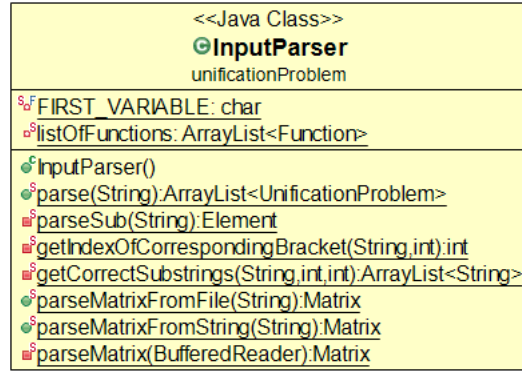 <<Java Class>>
InputParser
unificationProblem
FIRST_VARIABLE: char
listOfFunctions: ArrayList<Function>
InputParser()
parse(String):ArrayList<UnificationProblem>
parseSub(String):Element
getIndexOfCorrespondingBracket(String,int):int
getCorrectSubstrings(String,int,int):ArrayList<String>
parseMatrixFromFile(String):Matrix
parseMatrixFromString(String):Matrix
parseMatrix(BufferedReader):Matrix